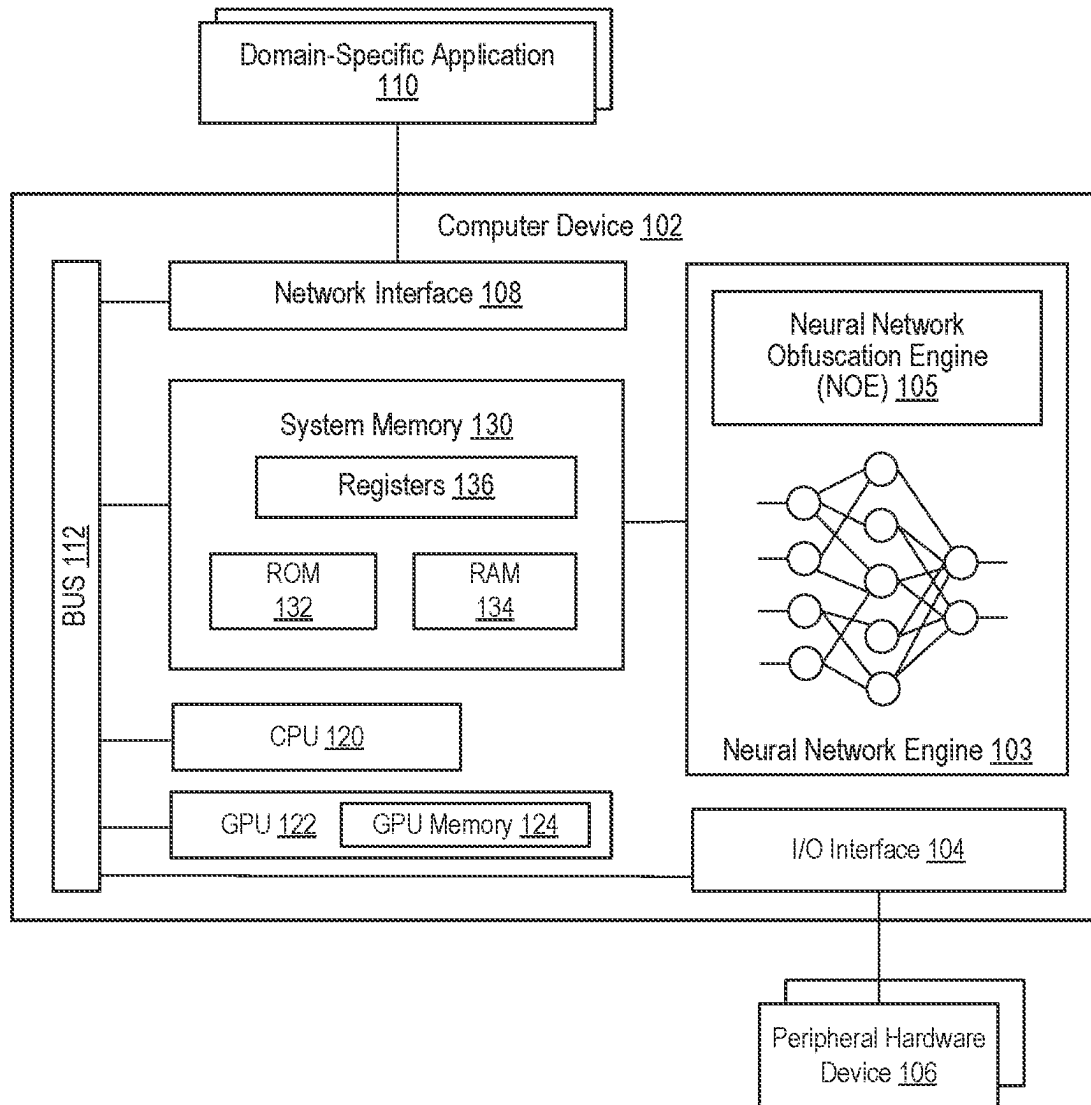 Domain-Specific Application
110
Computer Device 102
Network Interface 108
Neural Network
Obfuscation Engine
(NOE) 105
System Memory 130
Registers 136
ROM
132
RAM
134
BUS 112
CPU 120
Neural Network Engine 103
GPU 122
GPU Memory 124
I/O Interface 104
Peripheral Hardware
Device 106